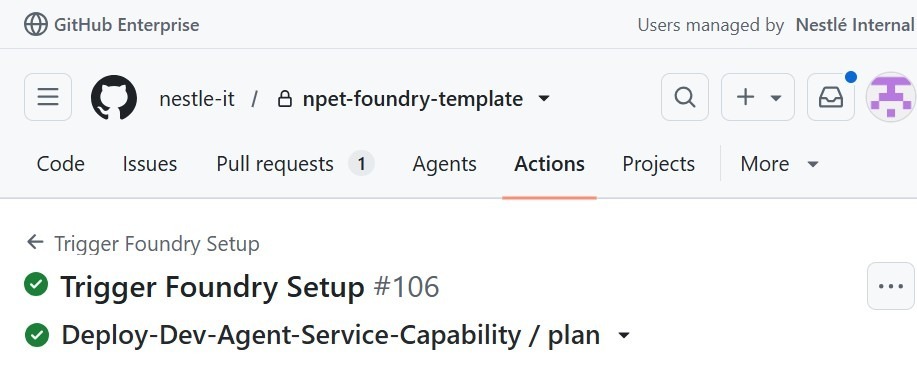 GitHub Enterprise Users managed by Nestlé Internal
nestle-it / npet-foundry-template
Code Issues Pull requests 1 Agents Actions Projects More
← Trigger Foundry Setup
Trigger Foundry Setup #106
Deploy-Dev-Agent-Service-Capability / plan